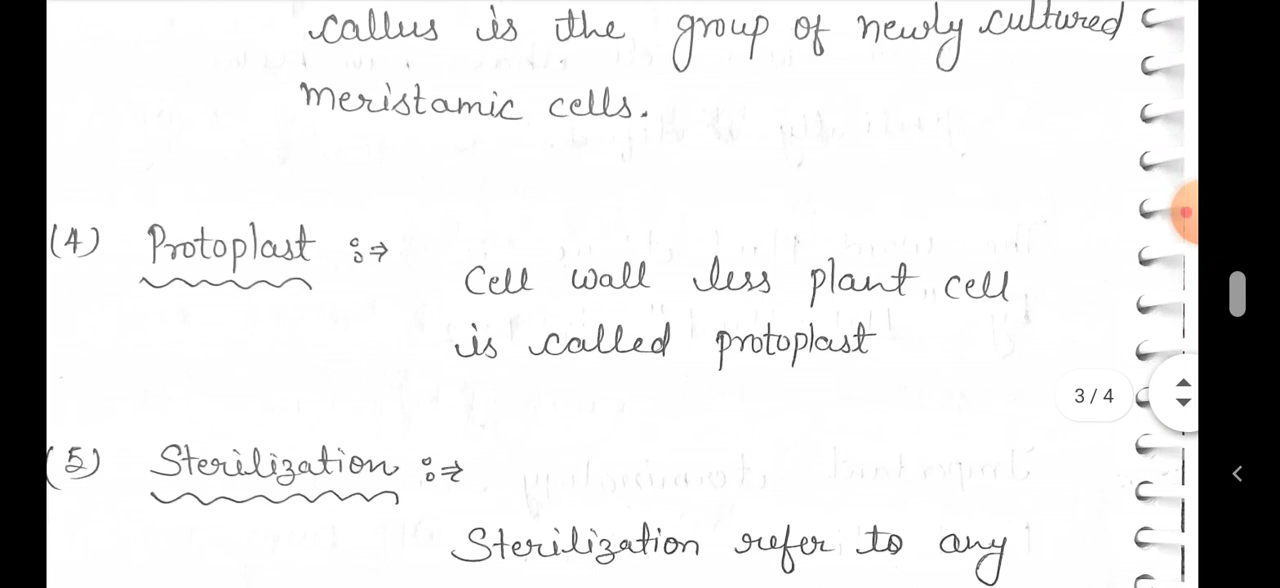 callus is the group of newly cultured
meristamic cells.
(4) Protoplast :⇒
Cell wall less plant cell
is called protoplast
3/4
(5) Sterilization :⇒
Sterilization refer to any